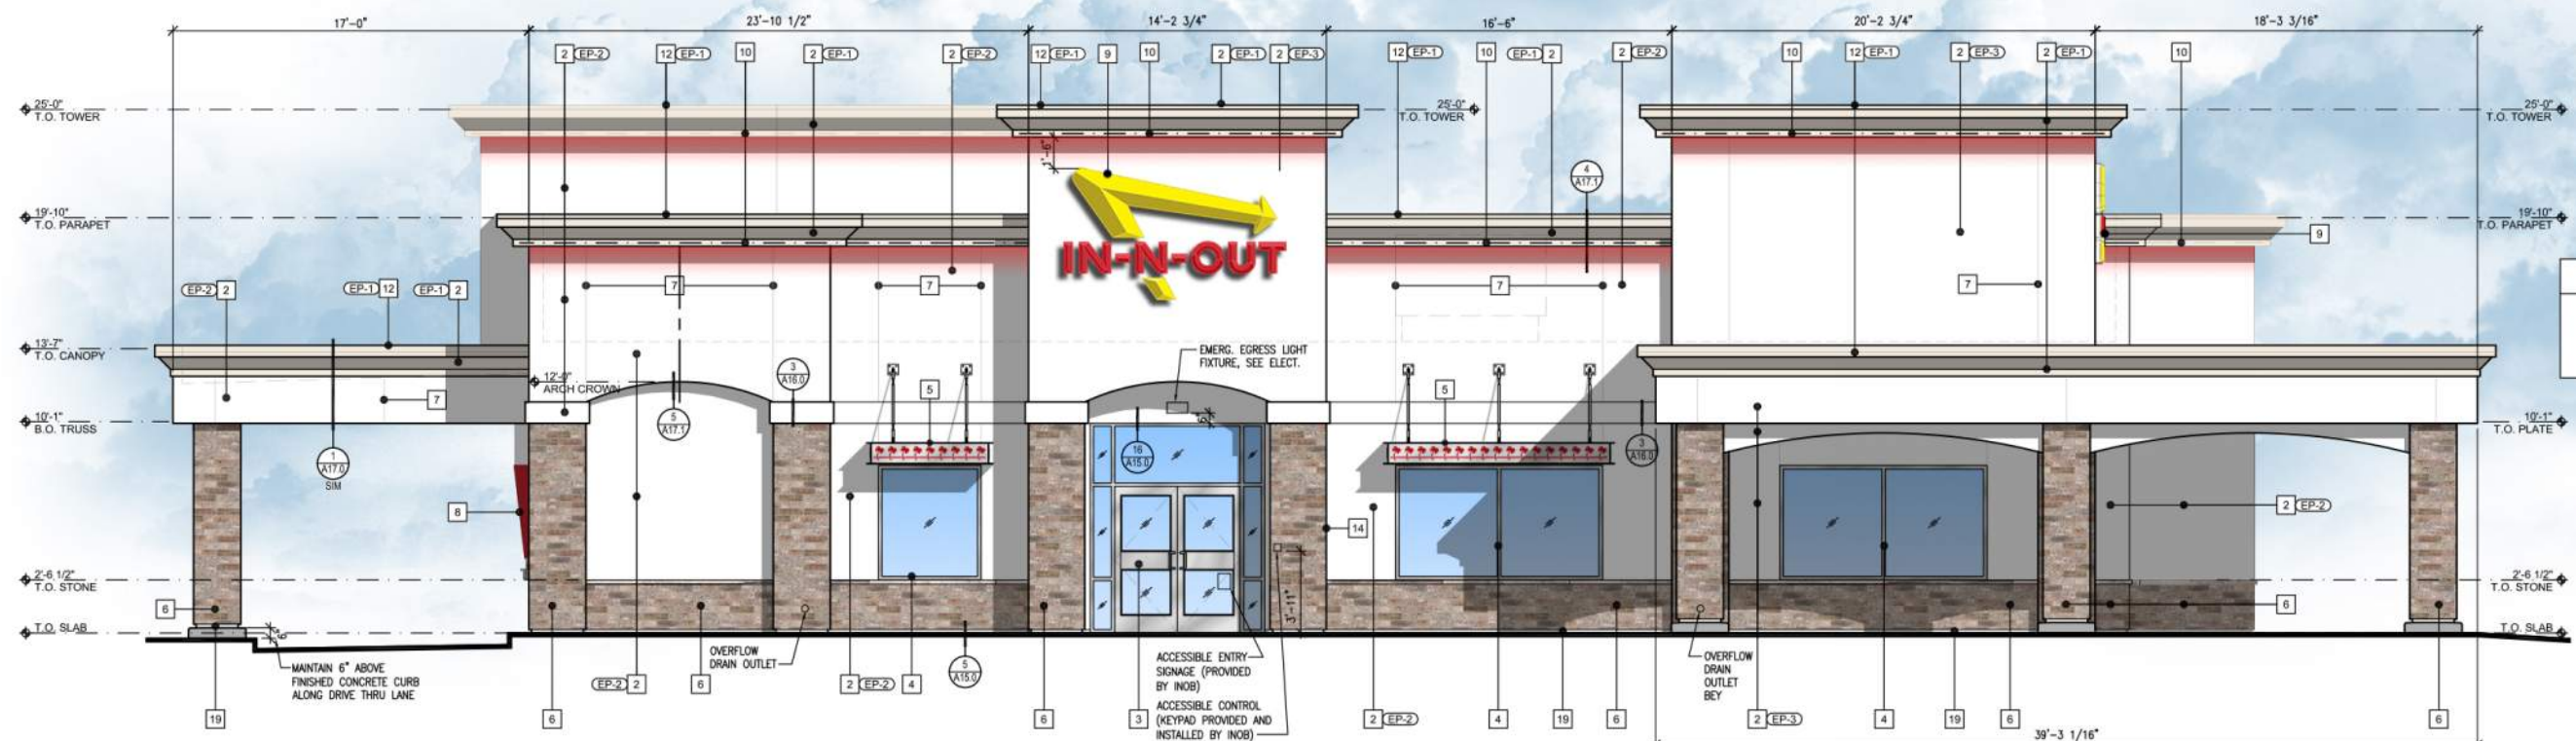 17'-0"
23'-10 1/2"
14'-2 3/4"
16'-6"
20'-2 3/4"
18'-3 3/16"
2 EP-2
12 EP-1
10
2 EP-1
2 EP-2
12 EP-1
9
10
2 EP-1
2 EP-3
12 EP-1
10
EP-1 2
2 EP-2
10
12 EP-1
2 EP-3
2 EP-1
10
25'-0"
T.O. TOWER
25'-0"
T.O. TOWER
25'-0"
T.O. TOWER
1'-6"
4
A17.1
19'-10"
T.O. PARAPET
19'-10"
T.O. PARAPET
9
IN-N-OUT
EP-2 2
EP-1 12
EP-1 2
7
7
7
7
13'-7"
T.O. CANOPY
EMERG. EGRESS LIGHT
FIXTURE, SEE ELECT.
12'-0"
ARCH CROWN
3
A16.0
5
5
7
10'-1"
B.O. TRUSS
10'-1"
T.O. PLATE
5
A17.1
6"
1
A17.0
SIM
16
A15.0
3
A16.0
8
14
2 EP-2
2'-6 1/2"
T.O. STONE
2'-6 1/2"
T.O. STONE
6
6
3'-11"
T.O. SLAB
T.O. SLAB
6"
MAINTAIN 6" ABOVE
FINISHED CONCRETE CURB
ALONG DRIVE THRU LANE
OVERFLOW
DRAIN OUTLET
5
A15.0
ACCESSIBLE ENTRY
SIGNAGE (PROVIDED
BY INOB)
ACCESSIBLE CONTROL
(KEYPAD PROVIDED AND
INSTALLED BY INOB)
OVERFLOW
DRAIN
OUTLET
BEY
EP-2 2
6
2 EP-2
4
19
6
6
3
2 EP-2
4
19
6
2 EP-3
4
19
6
6
39'-3 1/16"